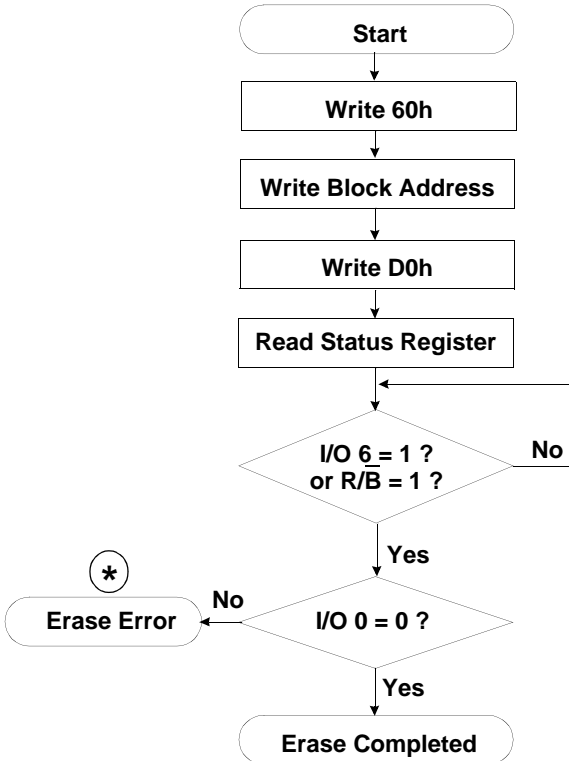 Start
Write 60h
Write Block Address
Write D0h
Read Status Register
I/O 6 = 1 ?
or R/B̅ = 1 ?
No
Yes
*
No
Erase Error
I/O 0 = 0 ?
Yes
Erase Completed